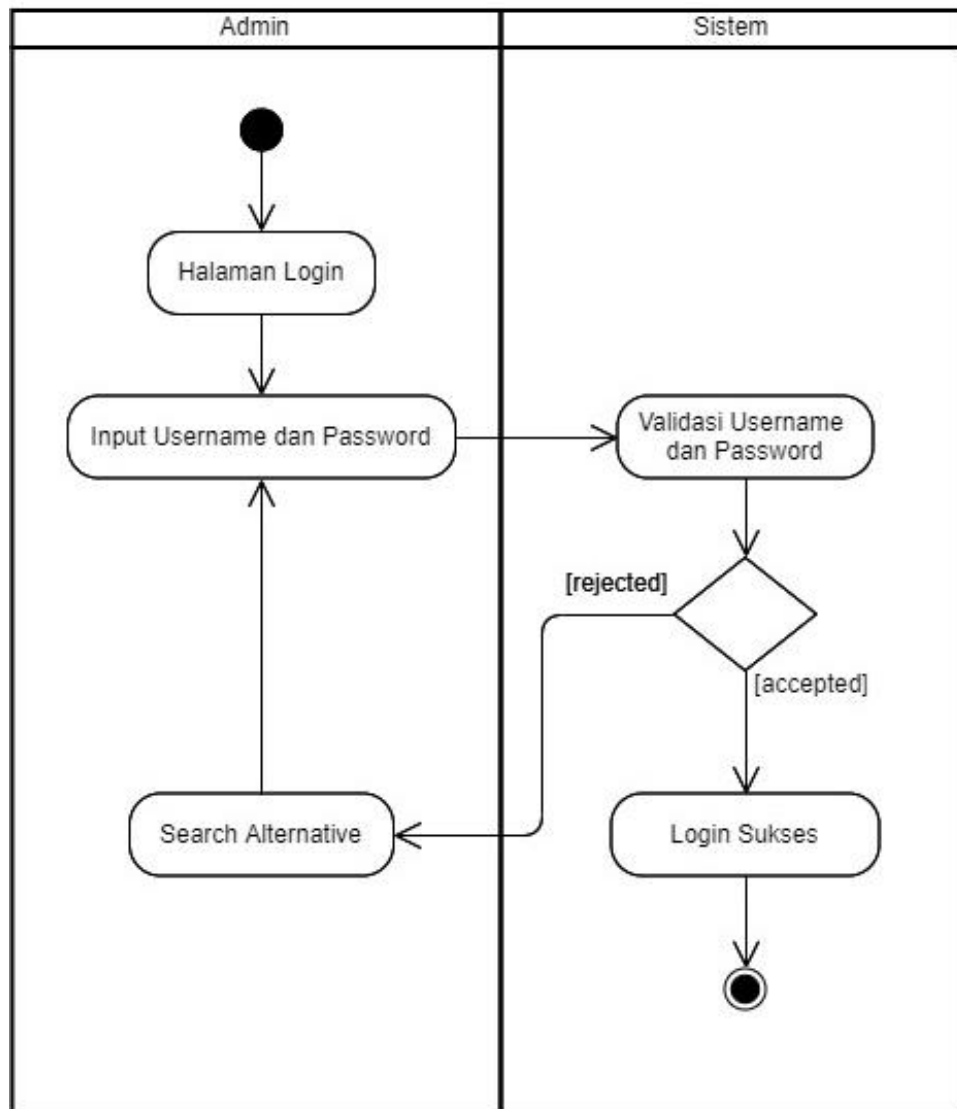 Admin
Sistem
Halaman Login
Input Username dan Password
Validasi Username
dan Password
[rejected]
[accepted]
Search Alternative
Login Sukses